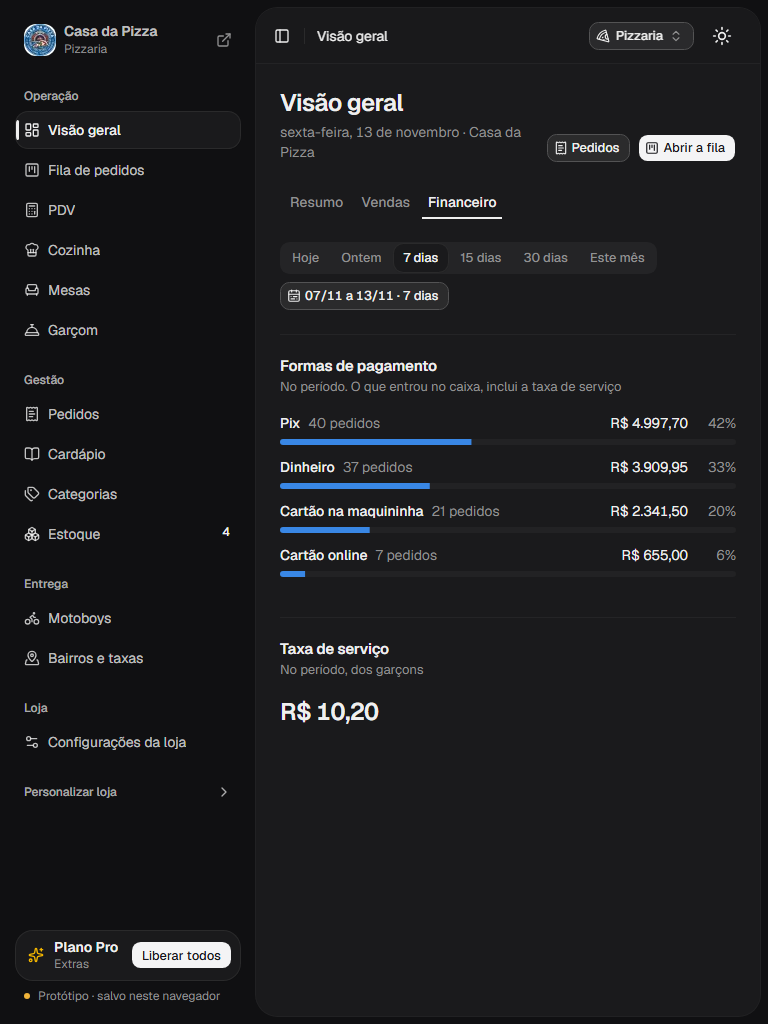 Casa da Pizza
Pizzaria
Operação
Visão geral
Fila de pedidos
PDV
Cozinha
Mesas
Garçom
Gestão
Pedidos
Cardápio
Categorias
Estoque 4
Entrega
Motoboys
Bairros e taxas
Loja
Configurações da loja
Personalizar loja
Plano Pro
Extras
Liberar todos
Protótipo · salvo neste navegador
Visão geral
Pizzaria
Visão geral
sexta-feira, 13 de novembro · Casa da
Pizza
Pedidos
Abrir a fila
Resumo Vendas Financeiro
Hoje Ontem 7 dias 15 dias 30 dias Este mês
07/11 a 13/11 · 7 dias
Formas de pagamento
No período. O que entrou no caixa, inclui a taxa de serviço
Pix 40 pedidos R$ 4.997,70 42%
Dinheiro 37 pedidos R$ 3.909,95 33%
Cartão na maquininha 21 pedidos R$ 2.341,50 20%
Cartão online 7 pedidos R$ 655,00 6%
Taxa de serviço
No período, dos garçons
R$ 10,20